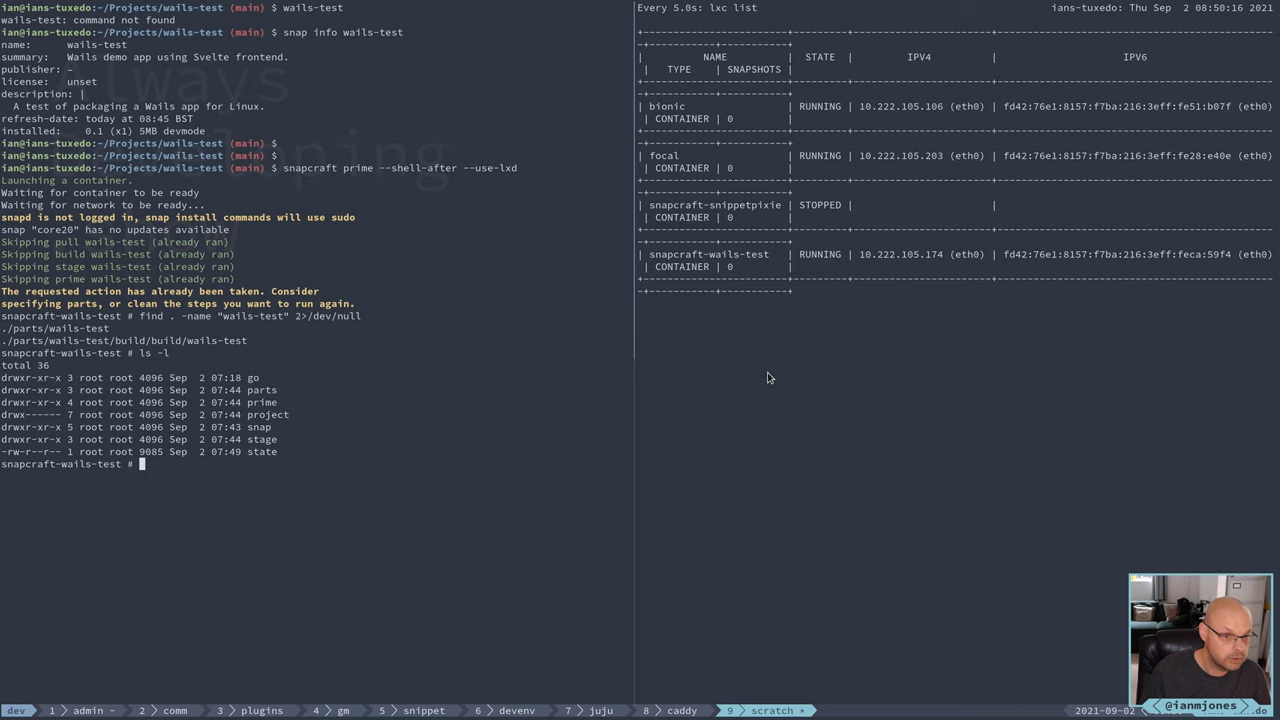 ian@ians-tuxedo:~/Projects/wails-test (main) $ wails-test
wails-test: command not found
ian@ians-tuxedo:~/Projects/wails-test (main) $ snap info wails-test
name:      wails-test
summary:   Wails demo app using Svelte frontend.
publisher: –
license:   unset
description: |
  A test of packaging a Wails app for Linux.
refresh-date: today at 08:45 BST
installed:    0.1 (x1) 5MB devmode
ian@ians-tuxedo:~/Projects/wails-test (main) $
ian@ians-tuxedo:~/Projects/wails-test (main) $
ian@ians-tuxedo:~/Projects/wails-test (main) $ snapcraft prime --shell-after --use-lxd
Launching a container.
Waiting for container to be ready
Waiting for network to be ready...
snapd is not logged in, snap install commands will use sudo
snap "core20" has no updates available
Skipping pull wails-test (already ran)
Skipping build wails-test (already ran)
Skipping stage wails-test (already ran)
Skipping prime wails-test (already ran)
The requested action has already been taken. Consider
specifying parts, or clean the steps you want to run again.
snapcraft-wails-test # find . -name "wails-test" 2>/dev/null
./parts/wails-test
./parts/wails-test/build/build/wails-test
snapcraft-wails-test # ls -l
total 36
drwxr-xr-x 3 root root 4096 Sep  2 07:18 go
drwxr-xr-x 3 root root 4096 Sep  2 07:44 parts
drwxr-xr-x 4 root root 4096 Sep  2 07:44 prime
drwx------ 7 root root 4096 Sep  2 07:44 project
drwxr-xr-x 5 root root 4096 Sep  2 07:43 snap
drwxr-xr-x 3 root root 4096 Sep  2 07:44 stage
-rw-r--r-- 1 root root 9085 Sep  2 07:49 state
snapcraft-wails-test #
Always
Every 5.0s: lxc list ians-tuxedo: Thu Sep  2 08:50:16 2021
| NAME | STATE | IPV4 | IPV6
| TYPE | SNAPSHOTS |
| bionic | RUNNING | 10.222.105.106 (eth0) | fd42:76e1:8157:f7ba:216:3eff:fe51:b07f (eth0)
| CONTAINER | 0 |
| focal | RUNNING | 10.222.105.203 (eth0) | fd42:76e1:8157:f7ba:216:3eff:fe28:e40e (eth0)
| CONTAINER | 0 |
| snapcraft-snippetpixie | STOPPED | |
| CONTAINER | 0 |
| snapcraft-wails-test | RUNNING | 10.222.105.174 (eth0) | fd42:76e1:8157:f7ba:216:3eff:feca:59f4 (eth0)
| CONTAINER | 0 |
@ianmjones
dev 1 admin - 2 comm 3 plugins 4 gm 5 snippet 6 devenv 7 juju 8 caddy 9 scratch * 2021-09-02